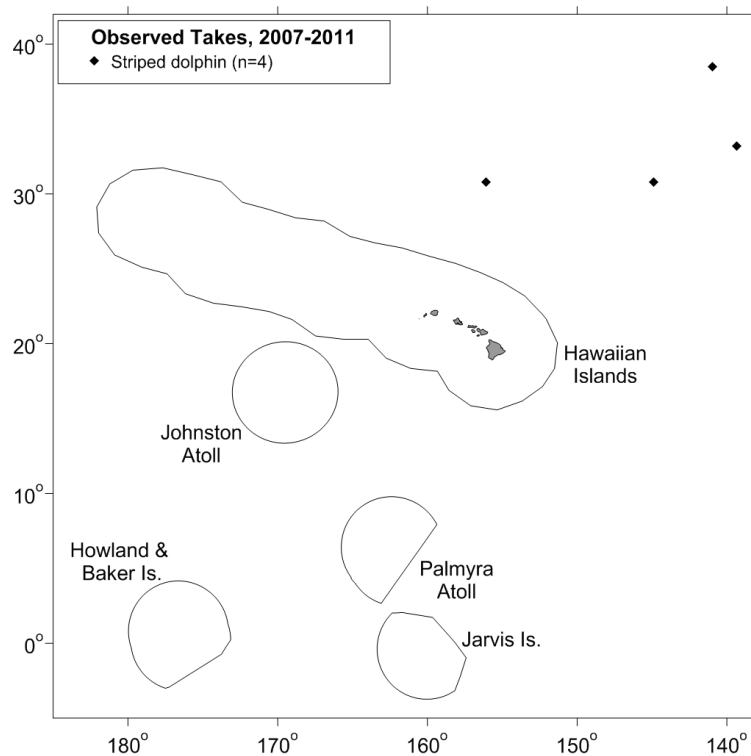 Observed Takes, 2007-2011
Striped dolphin (n=4)
40°
30°
20°
10°
0°
Hawaiian
Islands
Johnston
Atoll
Howland &
Baker Is.
Palmyra
Atoll
Jarvis Is.
180°
170°
160°
150°
140°